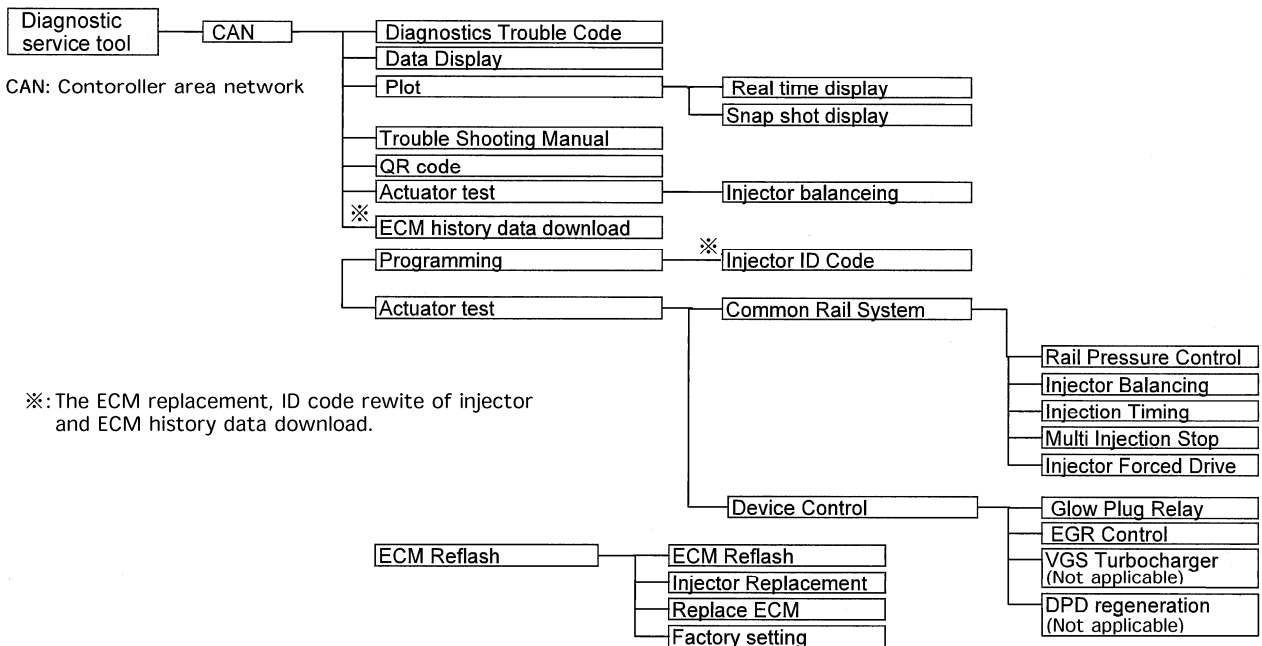 Diagnostic
service tool
CAN
CAN: Contoroller area network
Diagnostics Trouble Code
Data Display
Plot
Real time display
Snap shot display
Trouble Shooting Manual
QR code
Actuator test
Injector balanceing
※
ECM history data download
Programming
※
Injector ID Code
Actuator test
Common Rail System
Rail Pressure Control
Injector Balancing
Injection Timing
Multi Injection Stop
Injector Forced Drive
※: The ECM replacement, ID code rewite of injector
and ECM history data download.
Device Control
Glow Plug Relay
EGR Control
VGS Turbocharger
(Not applicable)
DPD regeneration
(Not applicable)
ECM Reflash
ECM Reflash
Injector Replacement
Replace ECM
Factory setting